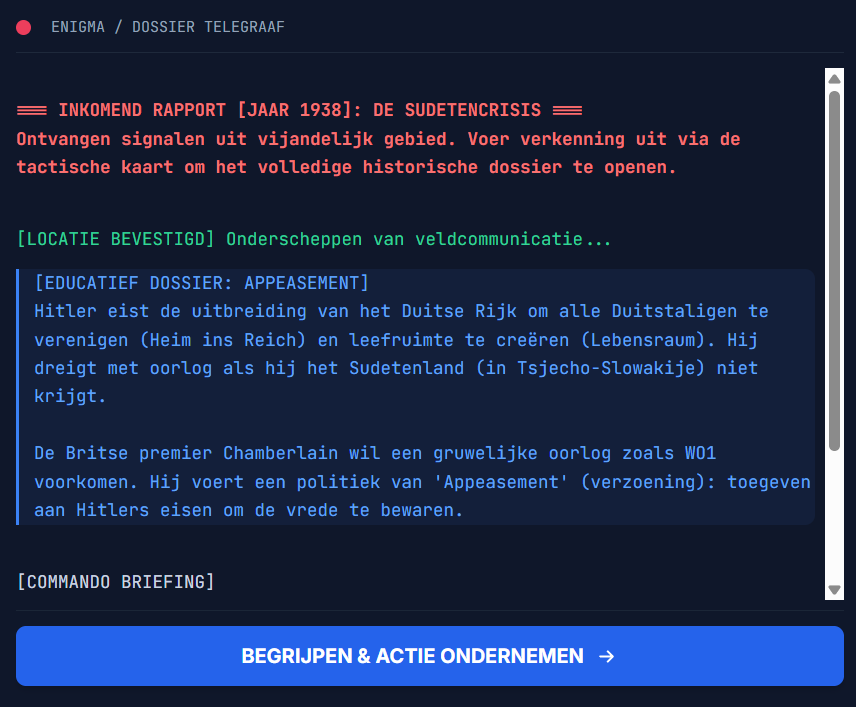 ENIGMA / DOSSIER TELEGRAAF
=== INKOMEND RAPPORT [JAAR 1938]: DE SUDETENCRISIS ===
Ontvangen signalen uit vijandelijk gebied. Voer verkenning uit via de
tactische kaart om het volledige historische dossier te openen.
[LOCATIE BEVESTIGD] Onderscheppen van veldcommunicatie...
[EDUCATIEF DOSSIER: APPEASEMENT]
Hitler eist de uitbreiding van het Duitse Rijk om alle Duitstaligen te
verenigen (Heim ins Reich) en leefruimte te creëren (Lebensraum). Hij
dreigt met oorlog als hij het Sudetenland (in Tsjecho-Slowakije) niet
krijgt.
De Britse premier Chamberlain wil een gruwelijke oorlog zoals WO1
voorkomen. Hij voert een politiek van 'Appeasement' (verzoening): toegeven
aan Hitlers eisen om de vrede te bewaren.
[COMMANDO BRIEFING]
BEGRIJPEN & ACTIE ONDERNEMEN →